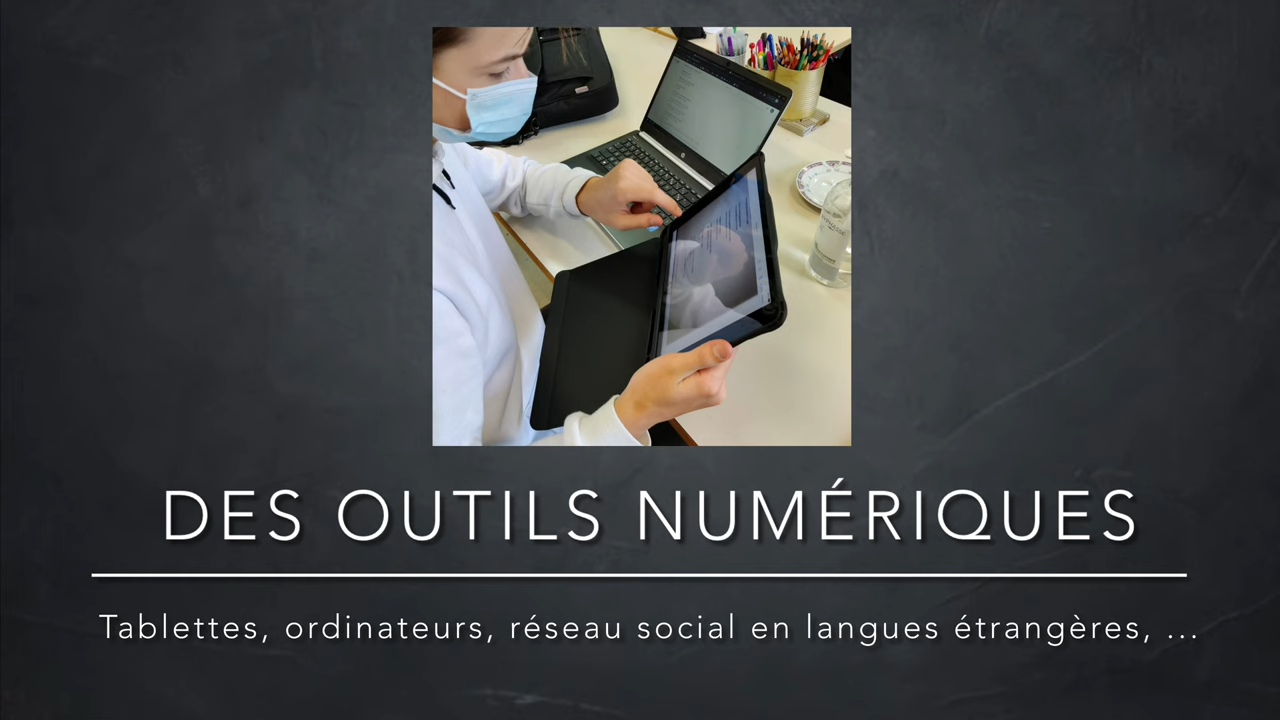 DES OUTILS NUMÉRIQUES
Tablettes, ordinateurs, réseau social en langues étrangères, ...